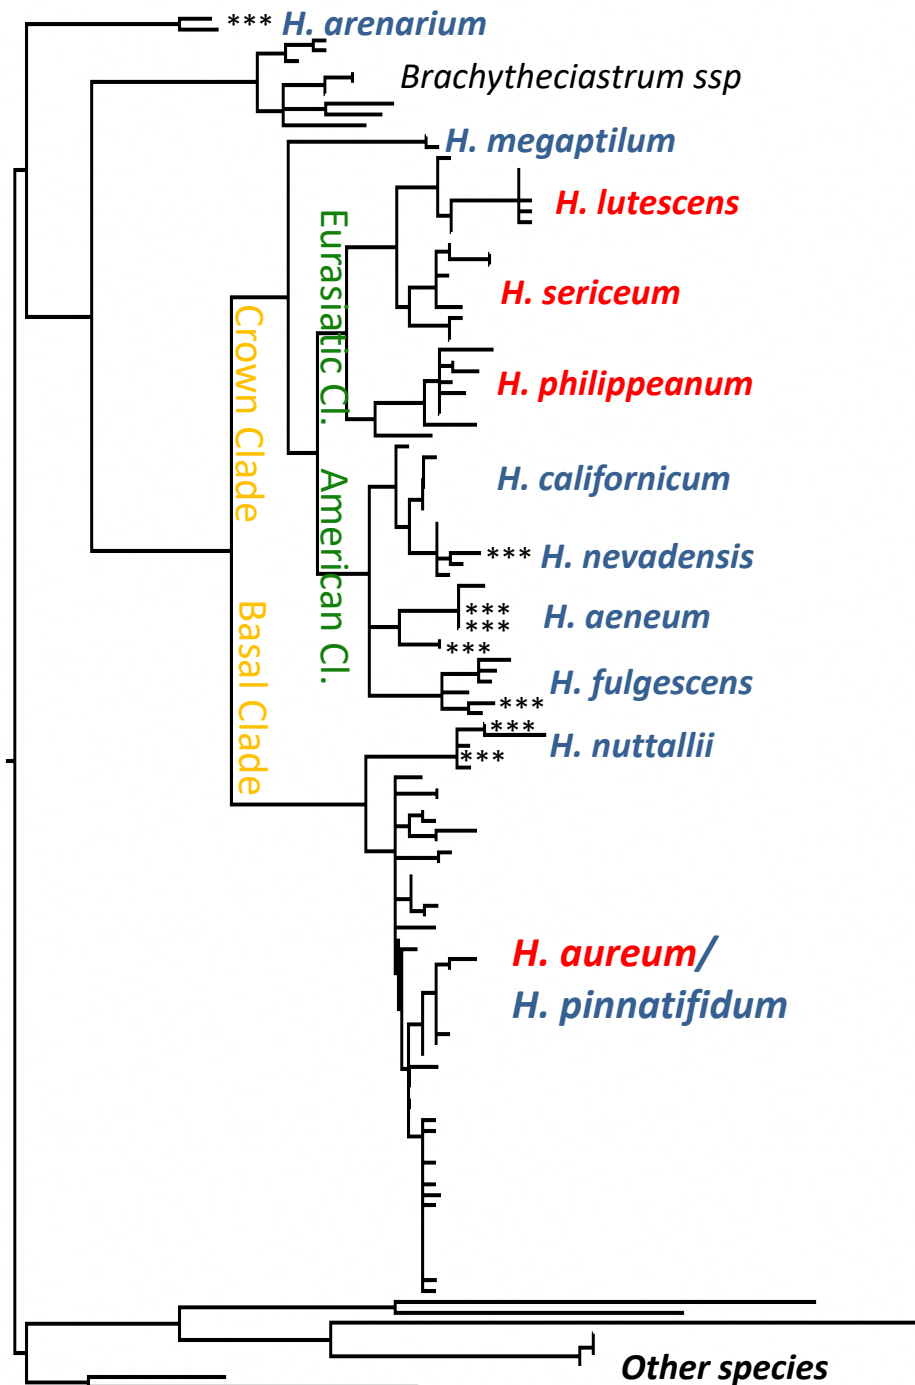 *** H. arenarium
Brachytheciastrum ssp
H. megaptilum
H. lutescens
Eurasiatic Cl.
H. sericeum
Crown Clade
H. philippeanum
American Cl.
H. californicum
*** H. nevadensis
Basal Clade
***
*** H. aeneum
***
H. fulgescens
***
***
H. nuttallii
***
H. aureum/
H. pinnatifidum
Other species